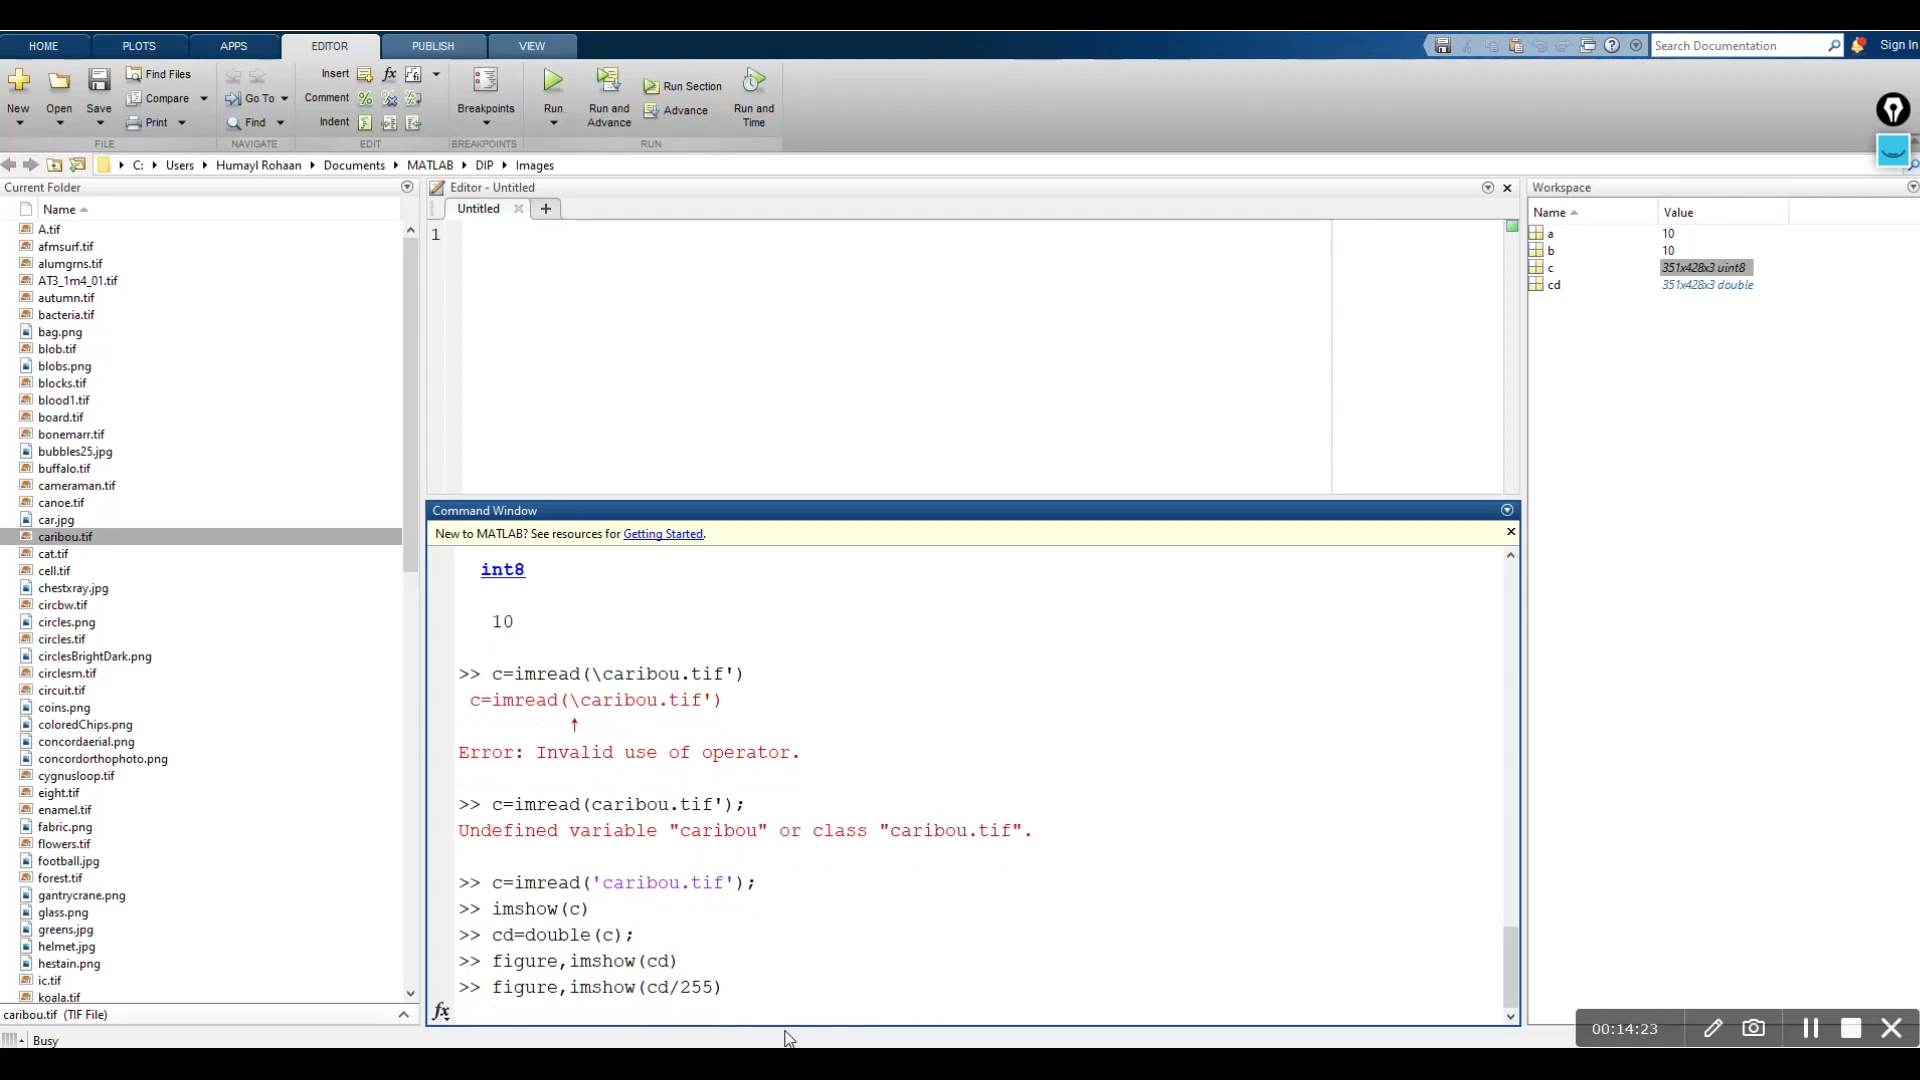 HOME
PLOTS
APPS
EDITOR
PUBLISH
VIEW
Search Documentation
Sign In
New
Open
Save
Find Files
Compare
Print
FILE
Go To
Find
NAVIGATE
Insert
fx
Comment
Indent
EDIT
Breakpoints
BREAKPOINTS
Run
Run and
Advance
Run Section
Advance
Run and
Time
RUN
C:
Users
Humayl Rohaan
Documents
MATLAB
DIP
Images
Current Folder
Name
A.tif
afmsurf.tif
alumgrns.tif
AT3_1m4_01.tif
autumn.tif
bacteria.tif
bag.png
blob.tif
blobs.png
blocks.tif
blood1.tif
board.tif
bonemarr.tif
bubbles25.jpg
buffalo.tif
cameraman.tif
canoe.tif
car.jpg
caribou.tif
cat.tif
cell.tif
chestxray.jpg
circbw.tif
circles.png
circles.tif
circlesBrightDark.png
circlesm.tif
circuit.tif
coins.png
coloredChips.png
concordaerial.png
concordorthophoto.png
cygnusloop.tif
eight.tif
enamel.tif
fabric.png
flowers.tif
football.jpg
forest.tif
gantrycrane.png
glass.png
greens.jpg
helmet.jpg
hestain.png
ic.tif
koala.tif
caribou.tif (TIF File)
Busy
Editor - Untitled
Untitled
1
Command Window
New to MATLAB? See resources for Getting Started.
int8
10
>> c=imread(\caribou.tif')
c=imread(\caribou.tif')
↑
Error: Invalid use of operator.
>> c=imread(caribou.tif');
Undefined variable "caribou" or class "caribou.tif".
>> c=imread('caribou.tif');
>> imshow(c)
>> cd=double(c);
>> figure,imshow(cd)
>> figure,imshow(cd/255)
fx
Workspace
Name
Value
a
10
b
10
c
351x428x3 uint8
cd
351x428x3 double
00:14:23